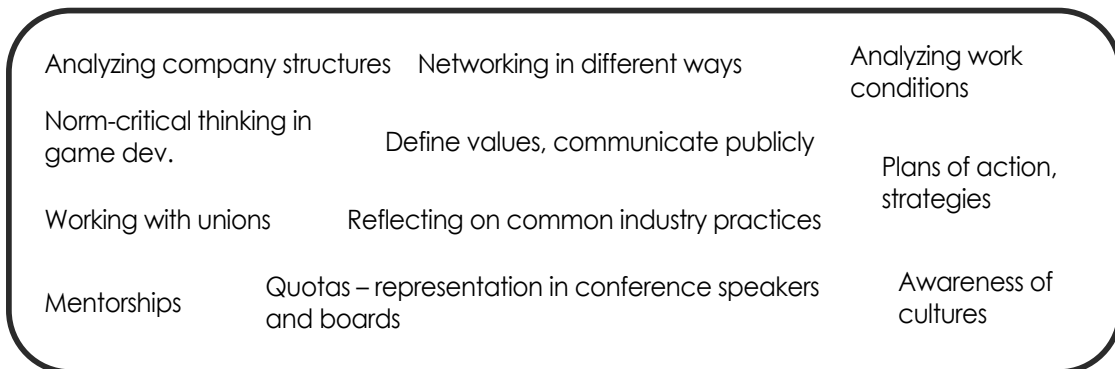 Analyzing company structures
Networking in different ways
Analyzing work
conditions
Norm-critical thinking in
game dev.
Define values, communicate publicly
Plans of action,
strategies
Working with unions
Reflecting on common industry practices
Mentorships
Quotas – representation in conference speakers
and boards
Awareness of
cultures